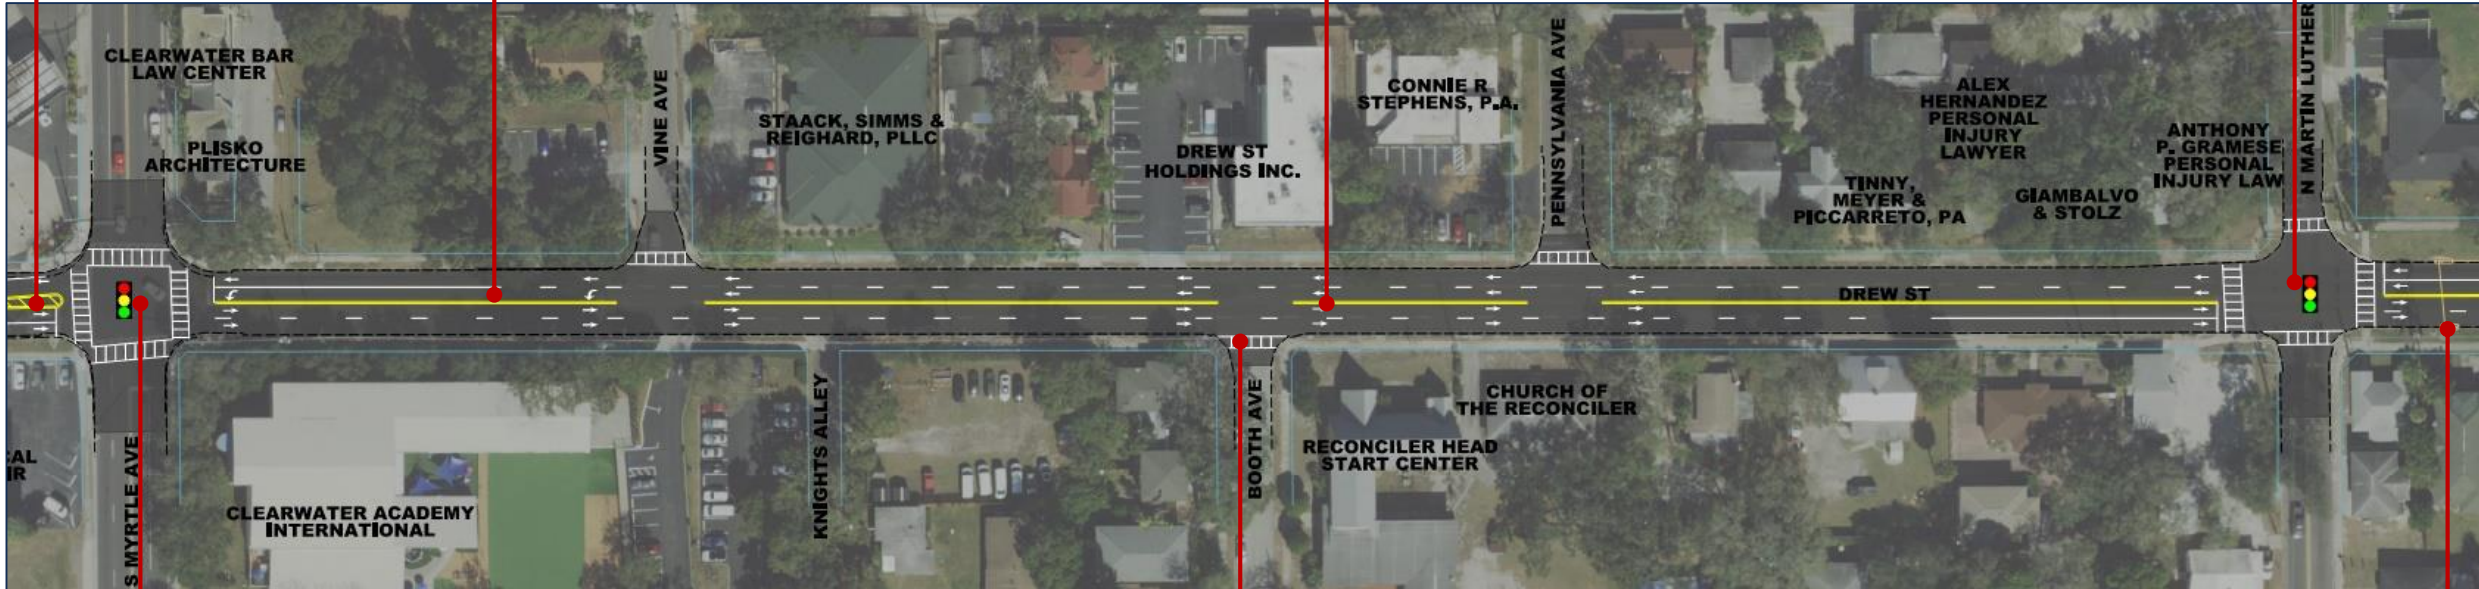 CLEARWATER BAR
LAW CENTER
PLISKO
ARCHITECTURE
VINE AVE
STAACK, SIMMS &
REIGHARD, PLLC
DREW ST
HOLDINGS INC.
CONNIE R
STEPHENS, P.A.
PENNSYLVANIA AVE
ALEX
HERNANDEZ
PERSONAL
INJURY
LAWYER
TINNY,
MEYER &
PICCARRETO, PA
GIAMBALVO
& STOLZ
ANTHONY
P. GRAMESE
PERSONAL
INJURY LAW
N MARTIN LUTHER
DREW ST
CAL
IR
S MYRTLE AVE
CLEARWATER ACADEMY
INTERNATIONAL
KNIGHTS ALLEY
BOOTH AVE
CHURCH OF
THE RECONCILER
RECONCILER HEAD
START CENTER